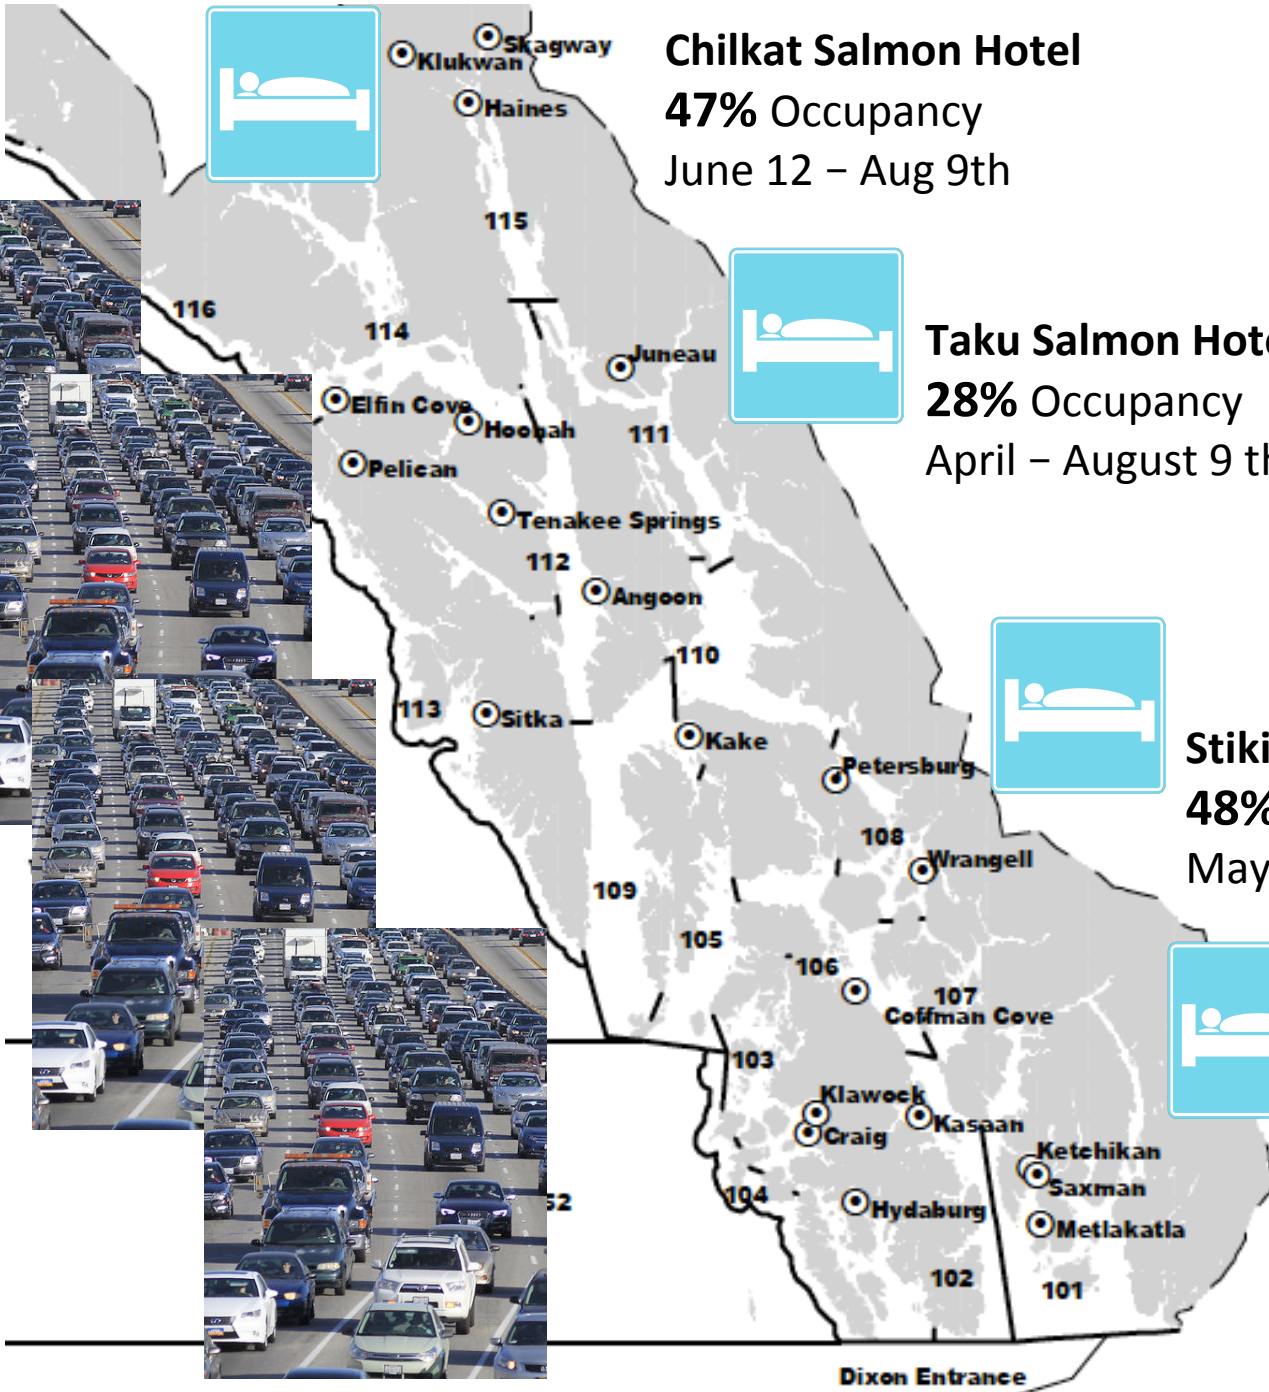 Chilkat Salmon Hotel
47% Occupancy
June 12 – Aug 9th
Skagway
Klukwan
Haines
115
116
114
Juneau
Taku Salmon Hote
28% Occupancy
April – August 9 th
Elfin Cove
Hoonah
111
Pelican
Tenakee Springs
112
Angoon
110
113
Sitka
Kake
Petersburg
Stiki
48%
May
108
Wrangell
109
105
106
107
Coffman Cove
103
Klawock
Craig
Kasaan
Ketchikan
Saxman
104
52
Hydaburg
Metlakatla
102
101
Dixon Entrance